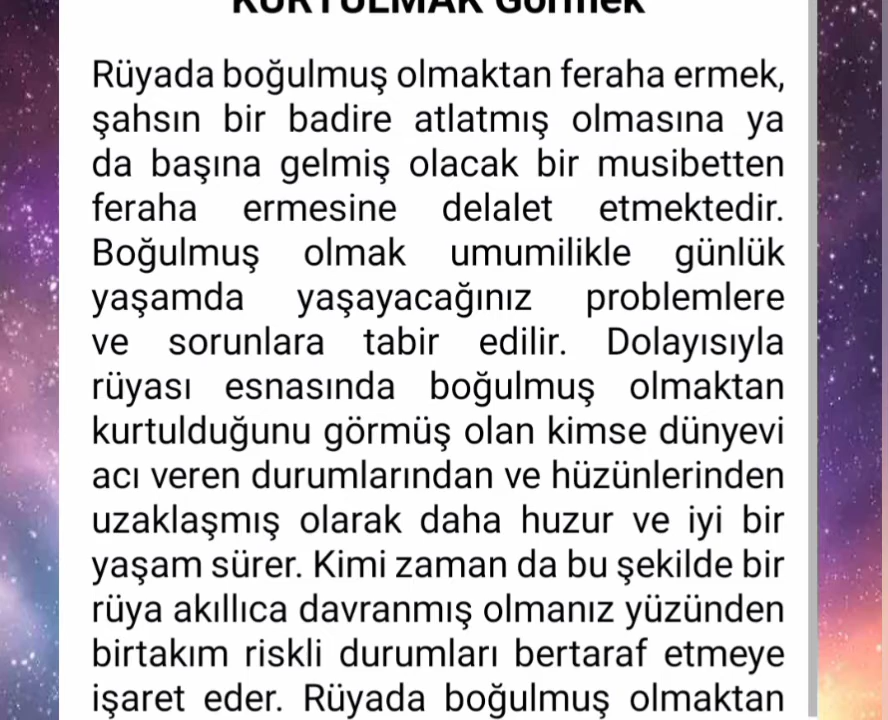 KURTULMAK Görmek
Rüyada boğulmuş olmaktan feraha ermek,
şahsın bir badire atlatmış olmasına ya
da başına gelmiş olacak bir musibetten
feraha ermesine delalet etmektedir.
Boğulmuş olmak umumilikle günlük
yaşamda yaşayacağınız problemlere
ve sorunlara tabir edilir. Dolayısıyla
rüyası esnasında boğulmuş olmaktan
kurtulduğunu görmüş olan kimse dünyevi
acı veren durumlarından ve hüzünlerinden
uzaklaşmış olarak daha huzur ve iyi bir
yaşam sürer. Kimi zaman da bu şekilde bir
rüya akıllıca davranmış olmanız yüzünden
birtakım riskli durumları bertaraf etmeye
işaret eder. Rüyada boğulmuş olmaktan